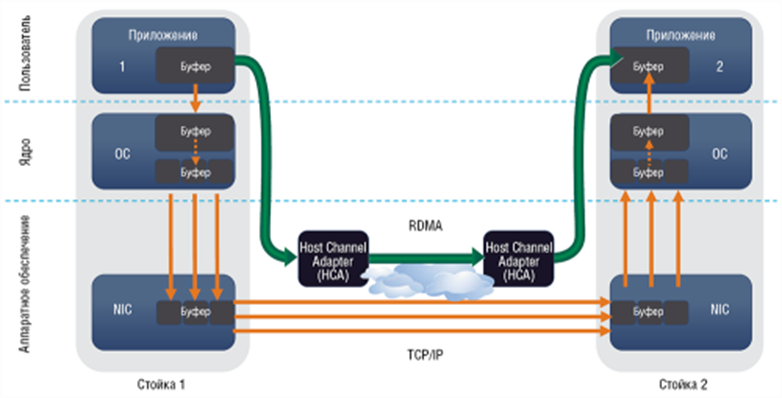 Пользователь
Приложение
1
Буфер
Приложение
Буфер
2
Ядро
ОС
Буфер
Буфер
Буфер
Буфер
ОС
Аппаратное обеспечение
RDMA
Host Channel
Adapter
(HCA)
Host Channel
Adapter
(HCA)
NIC
Буфер
Буфер
NIC
TCP/IP
Стойка 1
Стойка 2